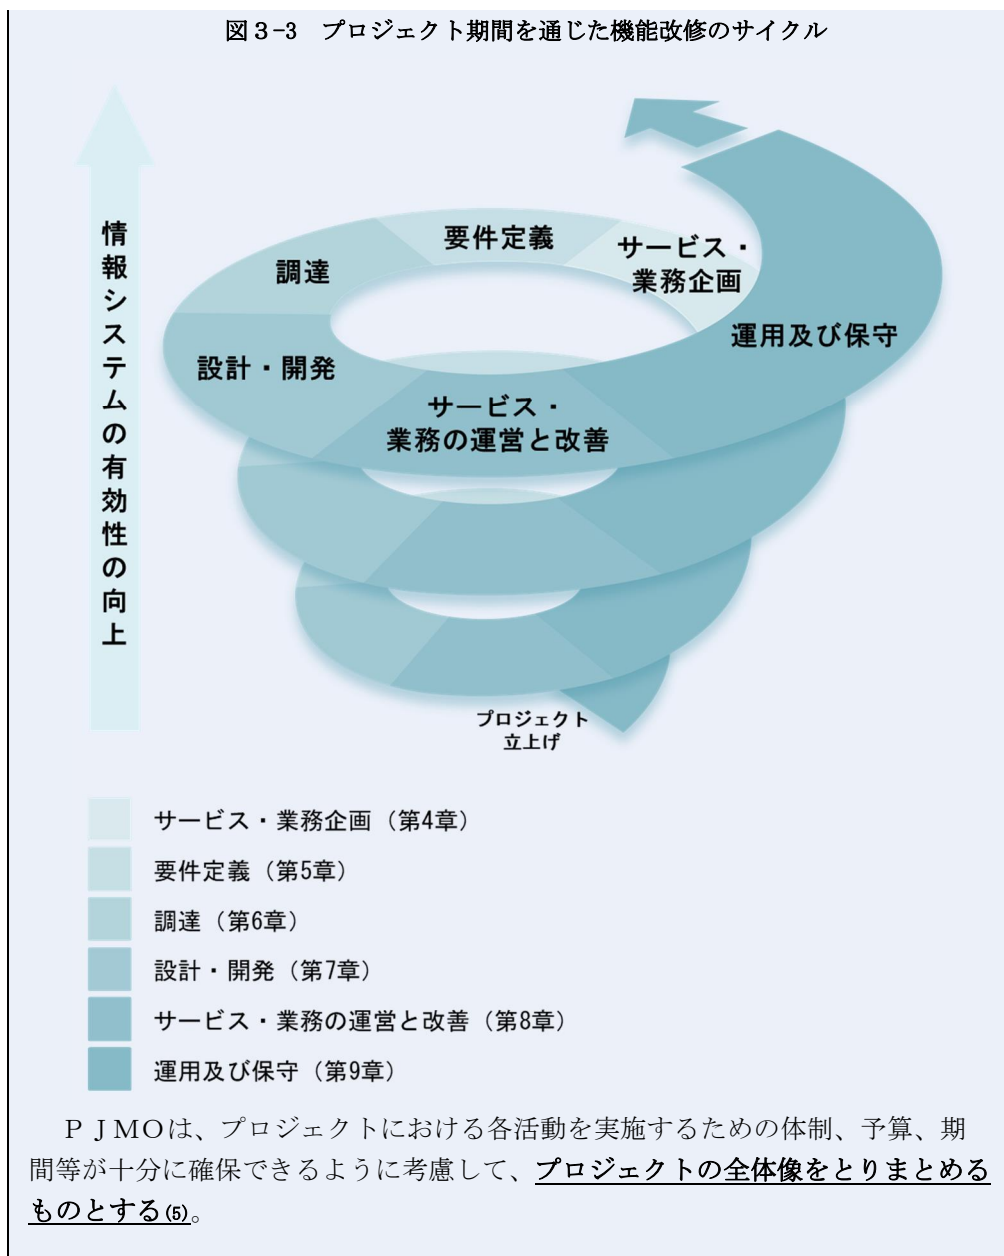 図３-3　プロジェクト期間を通じた機能改修のサイクル
情報システムの有効性の向上
要件定義
サービス・
業務企画
調達
運用及び保守
設計・開発
サービス・
業務の運営と改善
プロジェクト
立上げ
サービス・業務企画（第4章）
要件定義（第5章）
調達（第6章）
設計・開発（第7章）
サービス・業務の運営と改善（第8章）
運用及び保守（第9章）
ＰＪＭＯは、プロジェクトにおける各活動を実施するための体制、予算、期
間等が十分に確保できるように考慮して、プロジェクトの全体像をとりまとめる
ものとする(5)。